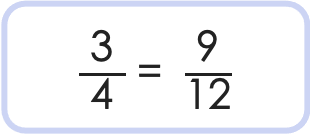 3/4 = 9/12